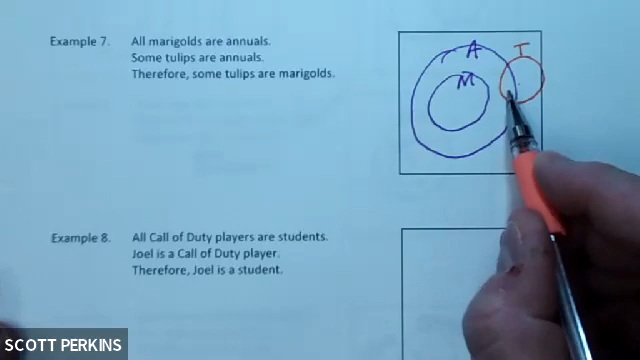 Example 7. All marigolds are annuals.
Some tulips are annuals.
Therefore, some tulips are marigolds.
A
T
M
Example 8. All Call of Duty players are students.
Joel is a Call of Duty player.
Therefore, Joel is a student.
SCOTT PERKINS